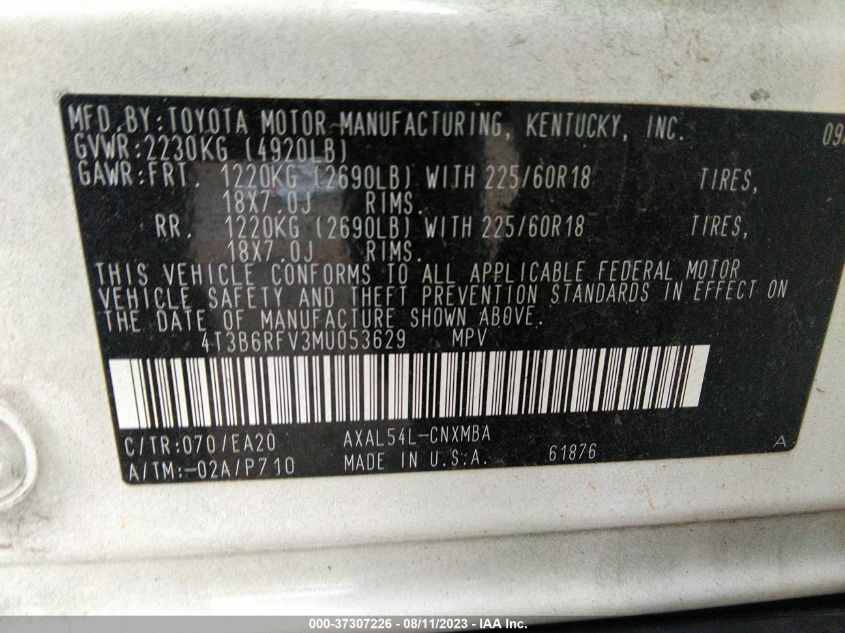 MFD.BY:TOYOTA MOTOR MANUFACTURING, KENTUCKY, INC. 09/
GVWR:2230KG (4920LB)
GAWR:FRT. 1220KG (2690LB) WITH 225/60R18 TIRES,
18X7.0J RIMS.
RR. 1220KG (2690LB) WITH 225/60R18 TIRES,
18X7.0J RIMS.
THIS VEHICLE CONFORMS TO ALL APPLICABLE FEDERAL MOTOR
VEHICLE SAFETY AND THEFT PREVENTION STANDARDS IN EFFECT ON
THE DATE OF MANUFACTURE SHOWN ABOVE.
4T3B6RFV3MU053629 MPV
C/TR:070/EA20 AXAL54L-CNXMBA
A/TM:-02A/P710 MADE IN U.S.A. 61876 A
000-37307226 - 08/11/2023 - IAA Inc.